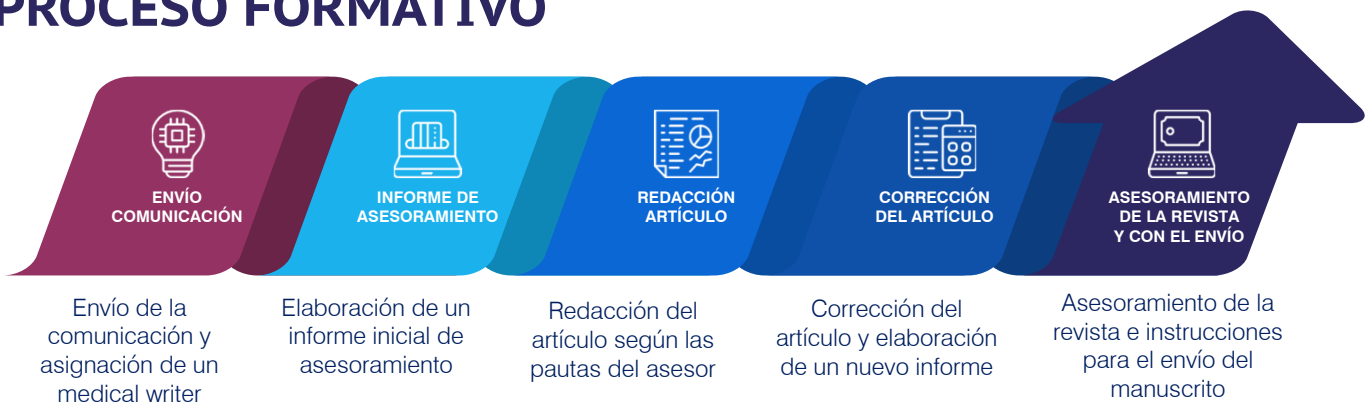 PROCESO FORMATIVO
ENVÍO
COMUNICACIÓN
INFORME DE
ASESORAMIENTO
REDACCIÓN
ARTÍCULO
CORRECCIÓN
DEL ARTÍCULO
ASESORAMIENTO
DE LA REVISTA
Y CON EL ENVÍO
Envío de la
comunicación y
asignación de un
medical writer
Elaboración de un
informe inicial de
asesoramiento
Redacción del
artículo según las
pautas del asesor
Corrección del
artículo y elaboración
de un nuevo informe
Asesoramiento de la
revista e instrucciones
para el envío del
manuscrito